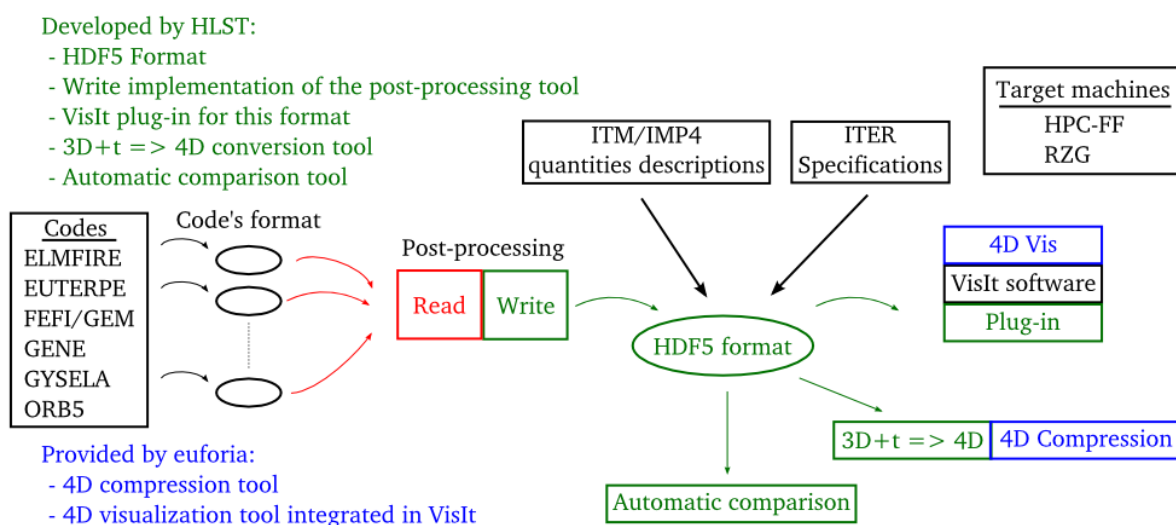 Developed by HLST:
- HDF5 Format
- Write implementation of the post-processing tool
- VisIt plug-in for this format
- 3D+t => 4D conversion tool
- Automatic comparison tool
ITM/IMP4
quantities descriptions
ITER
Specifications
Target machines
HPC-FF
RZG
Codes
ELMFIRE
EUTERPE
FEFI/GEM
GENE
GYSELA
ORB5
Code's format
Post-processing
Read
Write
HDF5 format
4D Vis
VisIt software
Plug-in
3D+t => 4D
4D Compression
Automatic comparison
Provided by euforia:
- 4D compression tool
- 4D visualization tool integrated in VisIt